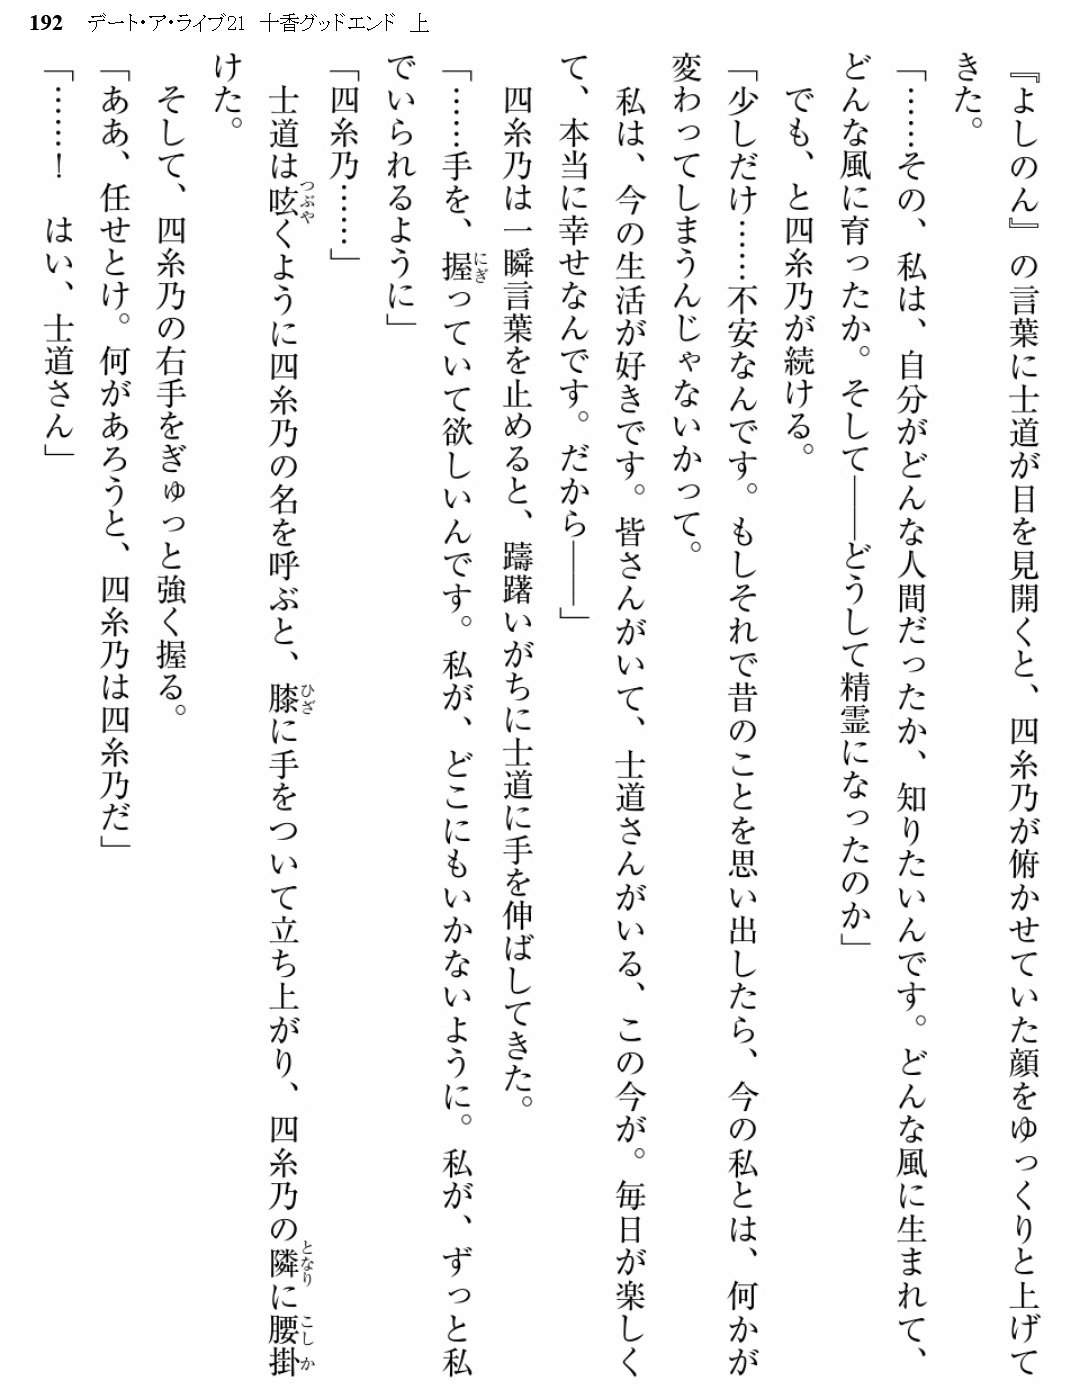 192 デート・ア・ライブ21 十香グッドエンド 上
『よしのん』の言葉に士道が目を見開くと、四糸乃が俯かせていた顔をゆっくりと上げて
きた。
「……その、私は、自分がどんな人間だったか、知りたいんです。どんな風に生まれて、
どんな風に育ったか。そして――どうして精霊になったのか」
でも、と四糸乃が続ける。
「少しだけ……不安なんです。もしそれで昔のことを思い出したら、今の私とは、何かが
変わってしまうんじゃないかって。
私は、今の生活が好きです。皆さんがいて、士道さんがいる、この今が。毎日が楽しく
て、本当に幸せなんです。だから――」
四糸乃は一瞬言葉を止めると、躊躇いがちに士道に手を伸ばしてきた。
「……手を、握っていて欲しいんです。私が、どこにもいかないように。私が、ずっと私
でいられるように」
「四糸乃……」
士道は呟くように四糸乃の名を呼ぶと、膝に手をついて立ち上がり、四糸乃の隣に腰掛
けた。
そして、四糸乃の右手をぎゅっと強く握る。
「ああ、任せとけ。何があろうと、四糸乃は四糸乃だ」
「……！　はい、士道さん」